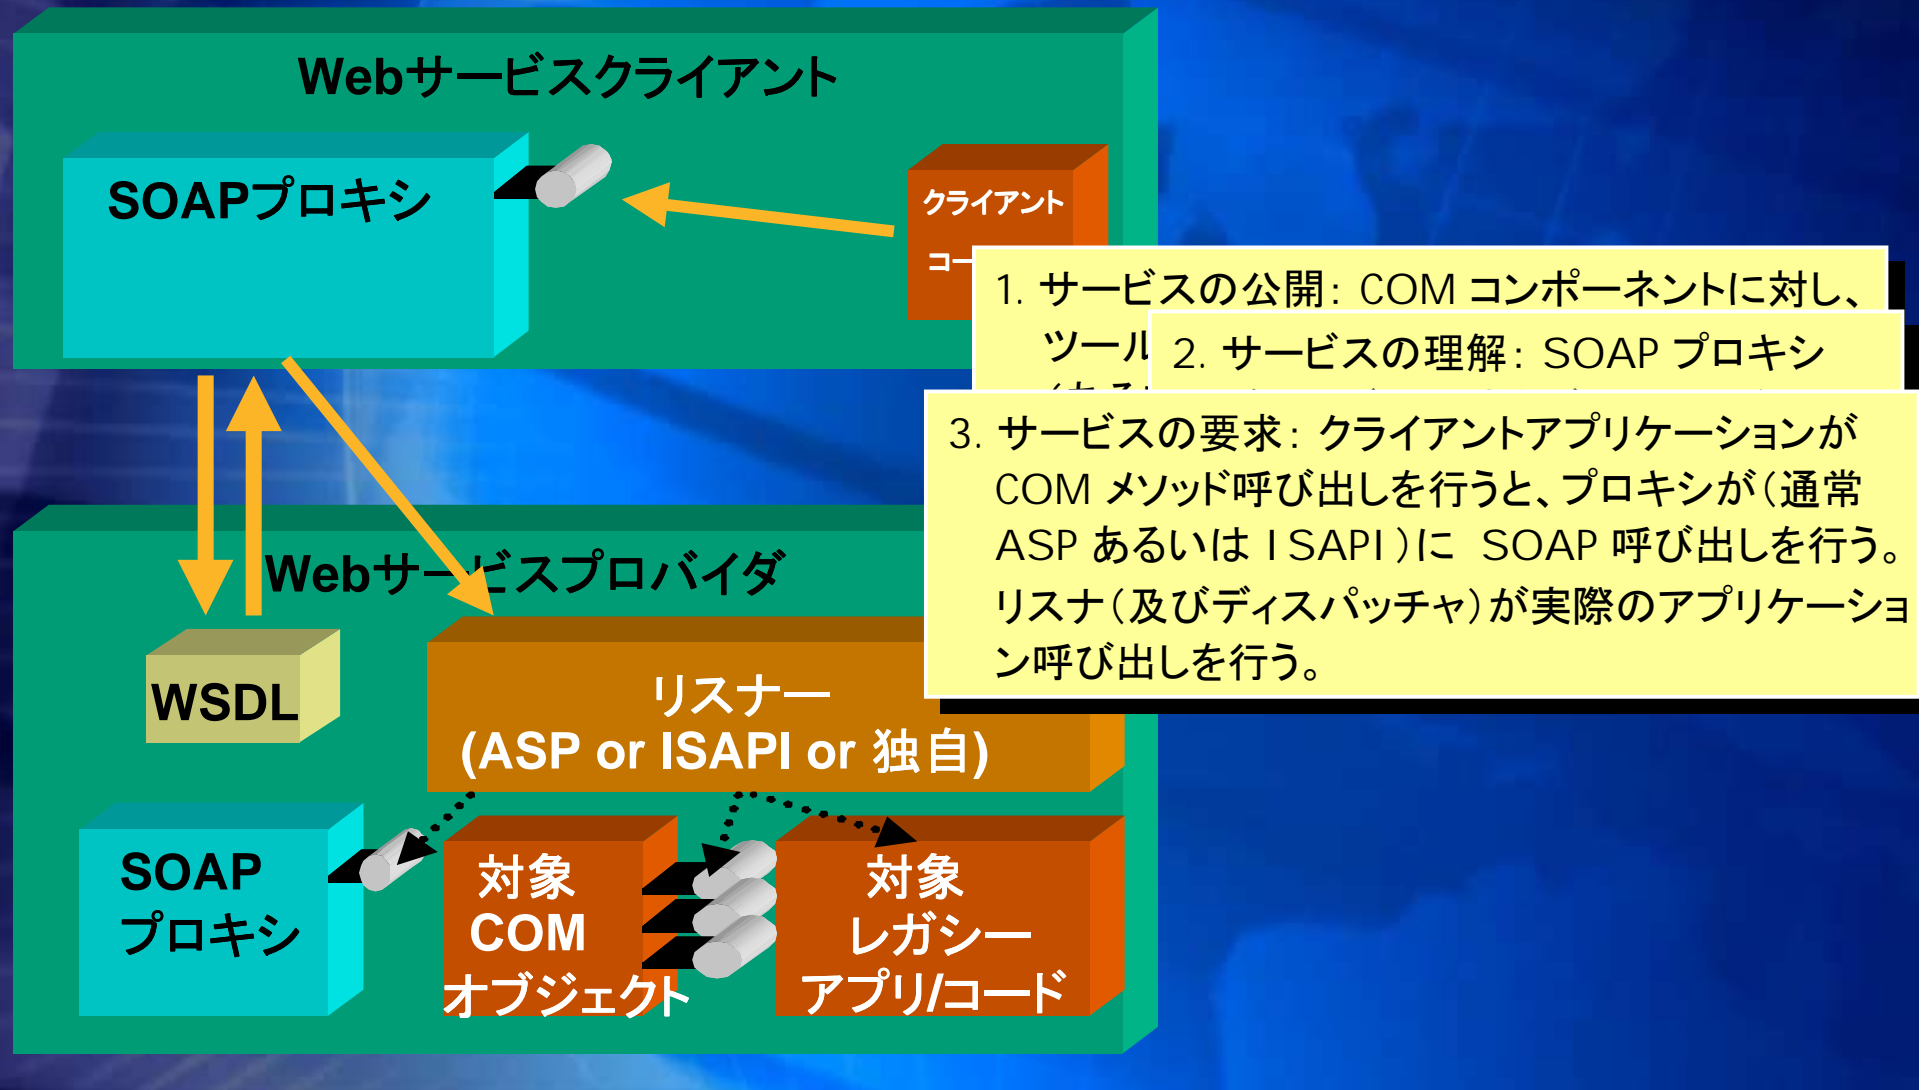 Webサービスクライアント
SOAPプロキシ
クライアント
コー
1. サービスの公開: COM コンポーネントに対し、
ツール
2. サービスの理解: SOAP プロキシ
3. サービスの要求: クライアントアプリケーションが
COM メソッド呼び出しを行うと、プロキシが(通常
ASP あるいは ISAPI)に SOAP 呼び出しを行う。
リスナ(及びディスパッチャ)が実際のアプリケーショ
ン呼び出しを行う。
Webサービスプロバイダ
WSDL
リスナー
(ASP or ISAPI or 独自)
SOAP
プロキシ
対象
COM
オブジェクト
対象
レガシー
アプリ/コード